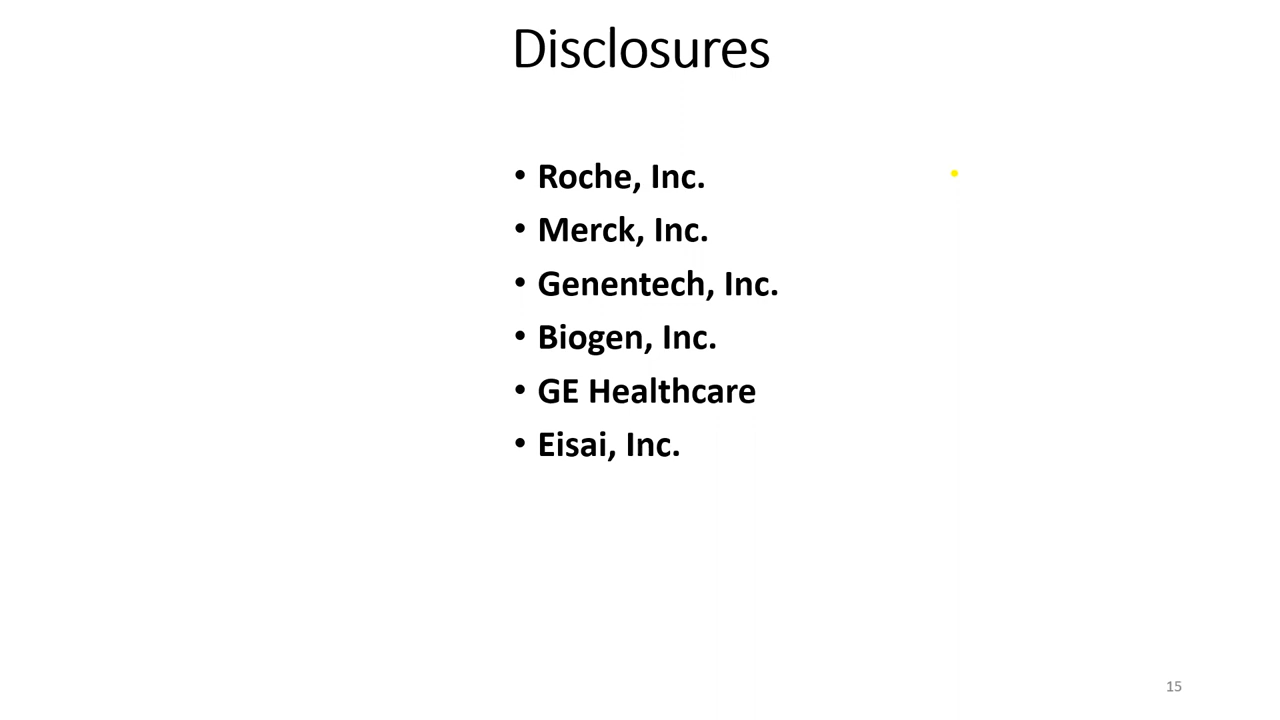 Disclosures
• Roche, Inc.
• Merck, Inc.
• Genentech, Inc.
• Biogen, Inc.
• GE Healthcare
• Eisai, Inc.
15